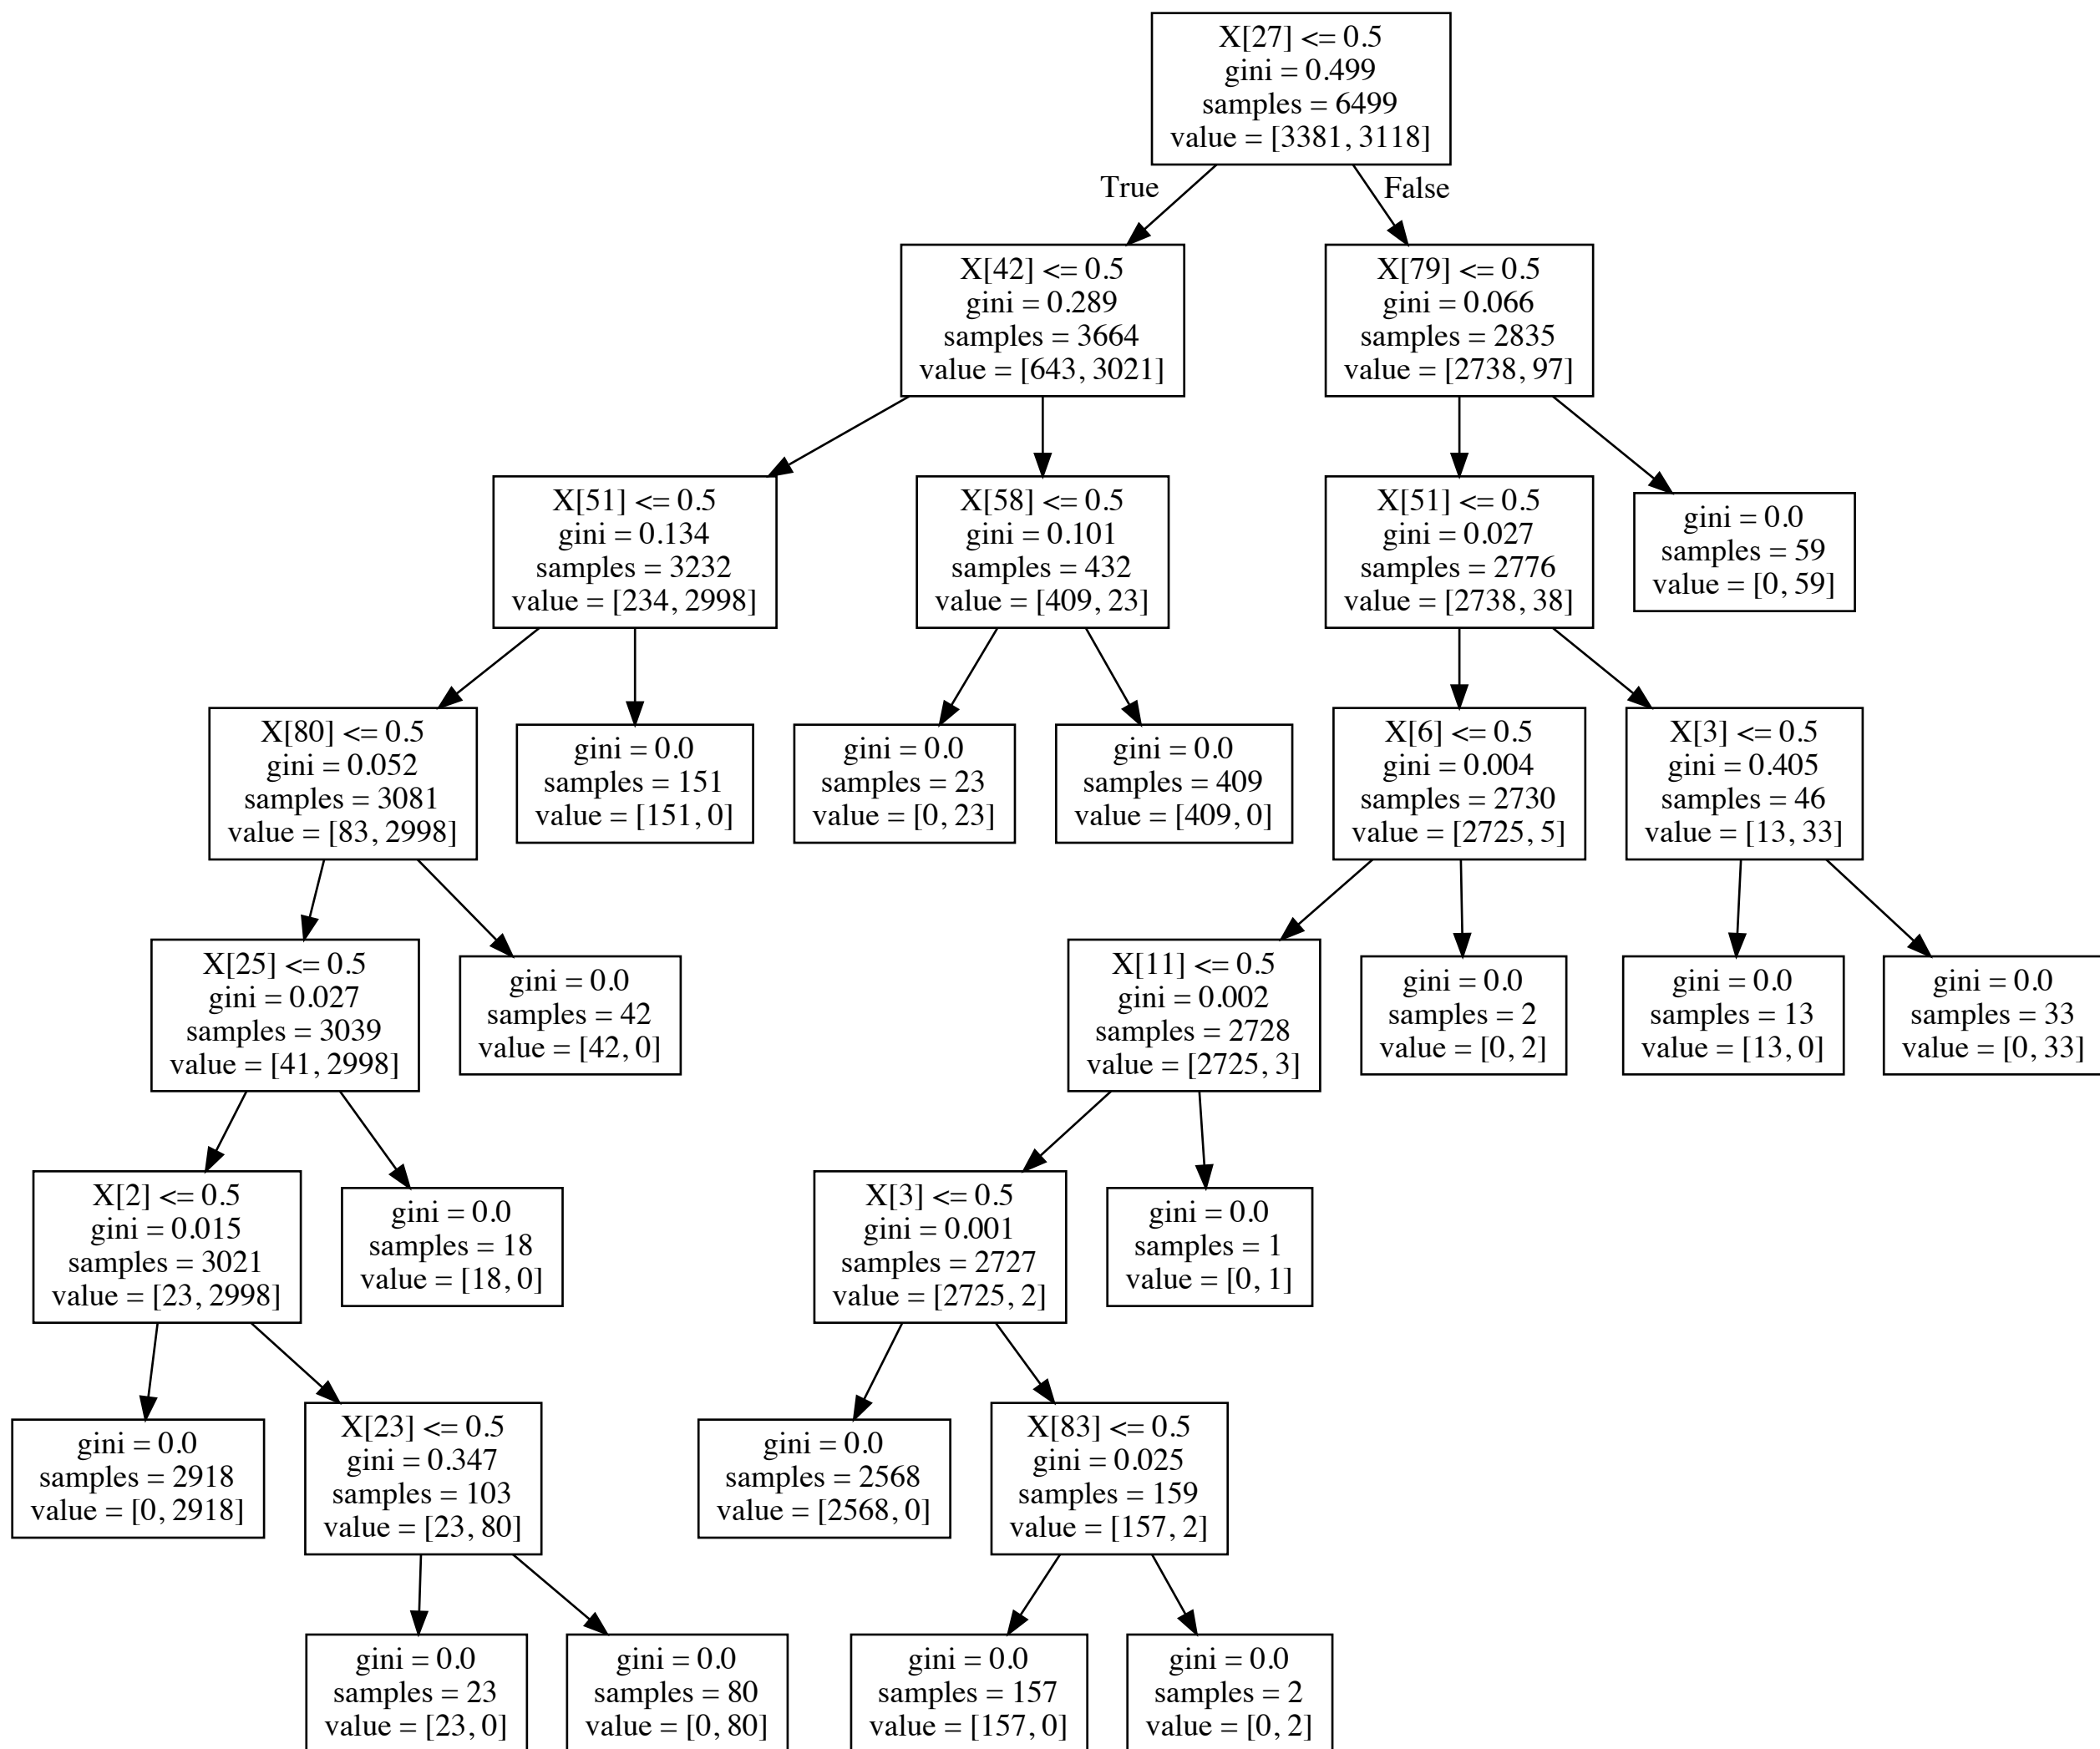 X[27] <= 0.5
gini = 0.499
samples = 6499
value = [3381, 3118]
True
False
X[42] <= 0.5
gini = 0.289
samples = 3664
value = [643, 3021]
X[79] <= 0.5
gini = 0.066
samples = 2835
value = [2738, 97]
X[51] <= 0.5
gini = 0.134
samples = 3232
value = [234, 2998]
X[58] <= 0.5
gini = 0.101
samples = 432
value = [409, 23]
X[51] <= 0.5
gini = 0.027
samples = 2776
value = [2738, 38]
gini = 0.0
samples = 59
value = [0, 59]
X[80] <= 0.5
gini = 0.052
samples = 3081
value = [83, 2998]
gini = 0.0
samples = 151
value = [151, 0]
gini = 0.0
samples = 23
value = [0, 23]
gini = 0.0
samples = 409
value = [409, 0]
X[6] <= 0.5
gini = 0.004
samples = 2730
value = [2725, 5]
X[3] <= 0.5
gini = 0.405
samples = 46
value = [13, 33]
X[25] <= 0.5
gini = 0.027
samples = 3039
value = [41, 2998]
gini = 0.0
samples = 42
value = [42, 0]
X[11] <= 0.5
gini = 0.002
samples = 2728
value = [2725, 3]
gini = 0.0
samples = 2
value = [0, 2]
gini = 0.0
samples = 13
value = [13, 0]
gini = 0.0
samples = 33
value = [0, 33]
X[2] <= 0.5
gini = 0.015
samples = 3021
value = [23, 2998]
gini = 0.0
samples = 18
value = [18, 0]
X[3] <= 0.5
gini = 0.001
samples = 2727
value = [2725, 2]
gini = 0.0
samples = 1
value = [0, 1]
gini = 0.0
samples = 2918
value = [0, 2918]
X[23] <= 0.5
gini = 0.347
samples = 103
value = [23, 80]
gini = 0.0
samples = 2568
value = [2568, 0]
X[83] <= 0.5
gini = 0.025
samples = 159
value = [157, 2]
gini = 0.0
samples = 23
value = [23, 0]
gini = 0.0
samples = 80
value = [0, 80]
gini = 0.0
samples = 157
value = [157, 0]
gini = 0.0
samples = 2
value = [0, 2]